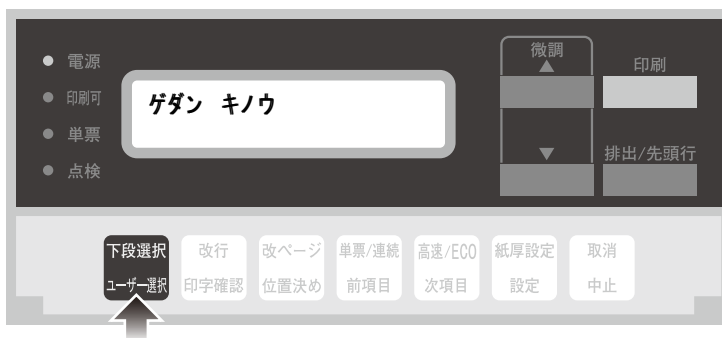 電源
印刷可
単票
点検
ゲダン キノウ
微調
▲
▼
印刷
排出/先頭行
下段選択 改行 改ページ 単票/連続 高速/ECO 紙厚設定 取消
ユーザー選択 印字確認 位置決め 前項目 次項目 設定 中止